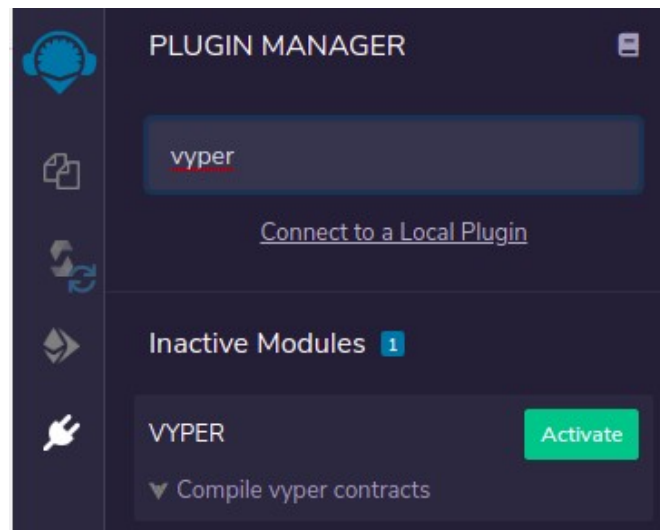 PLUGIN MANAGER
vyper
Connect to a Local Plugin
Inactive Modules 1
VYPER Activate
Compile vyper contracts